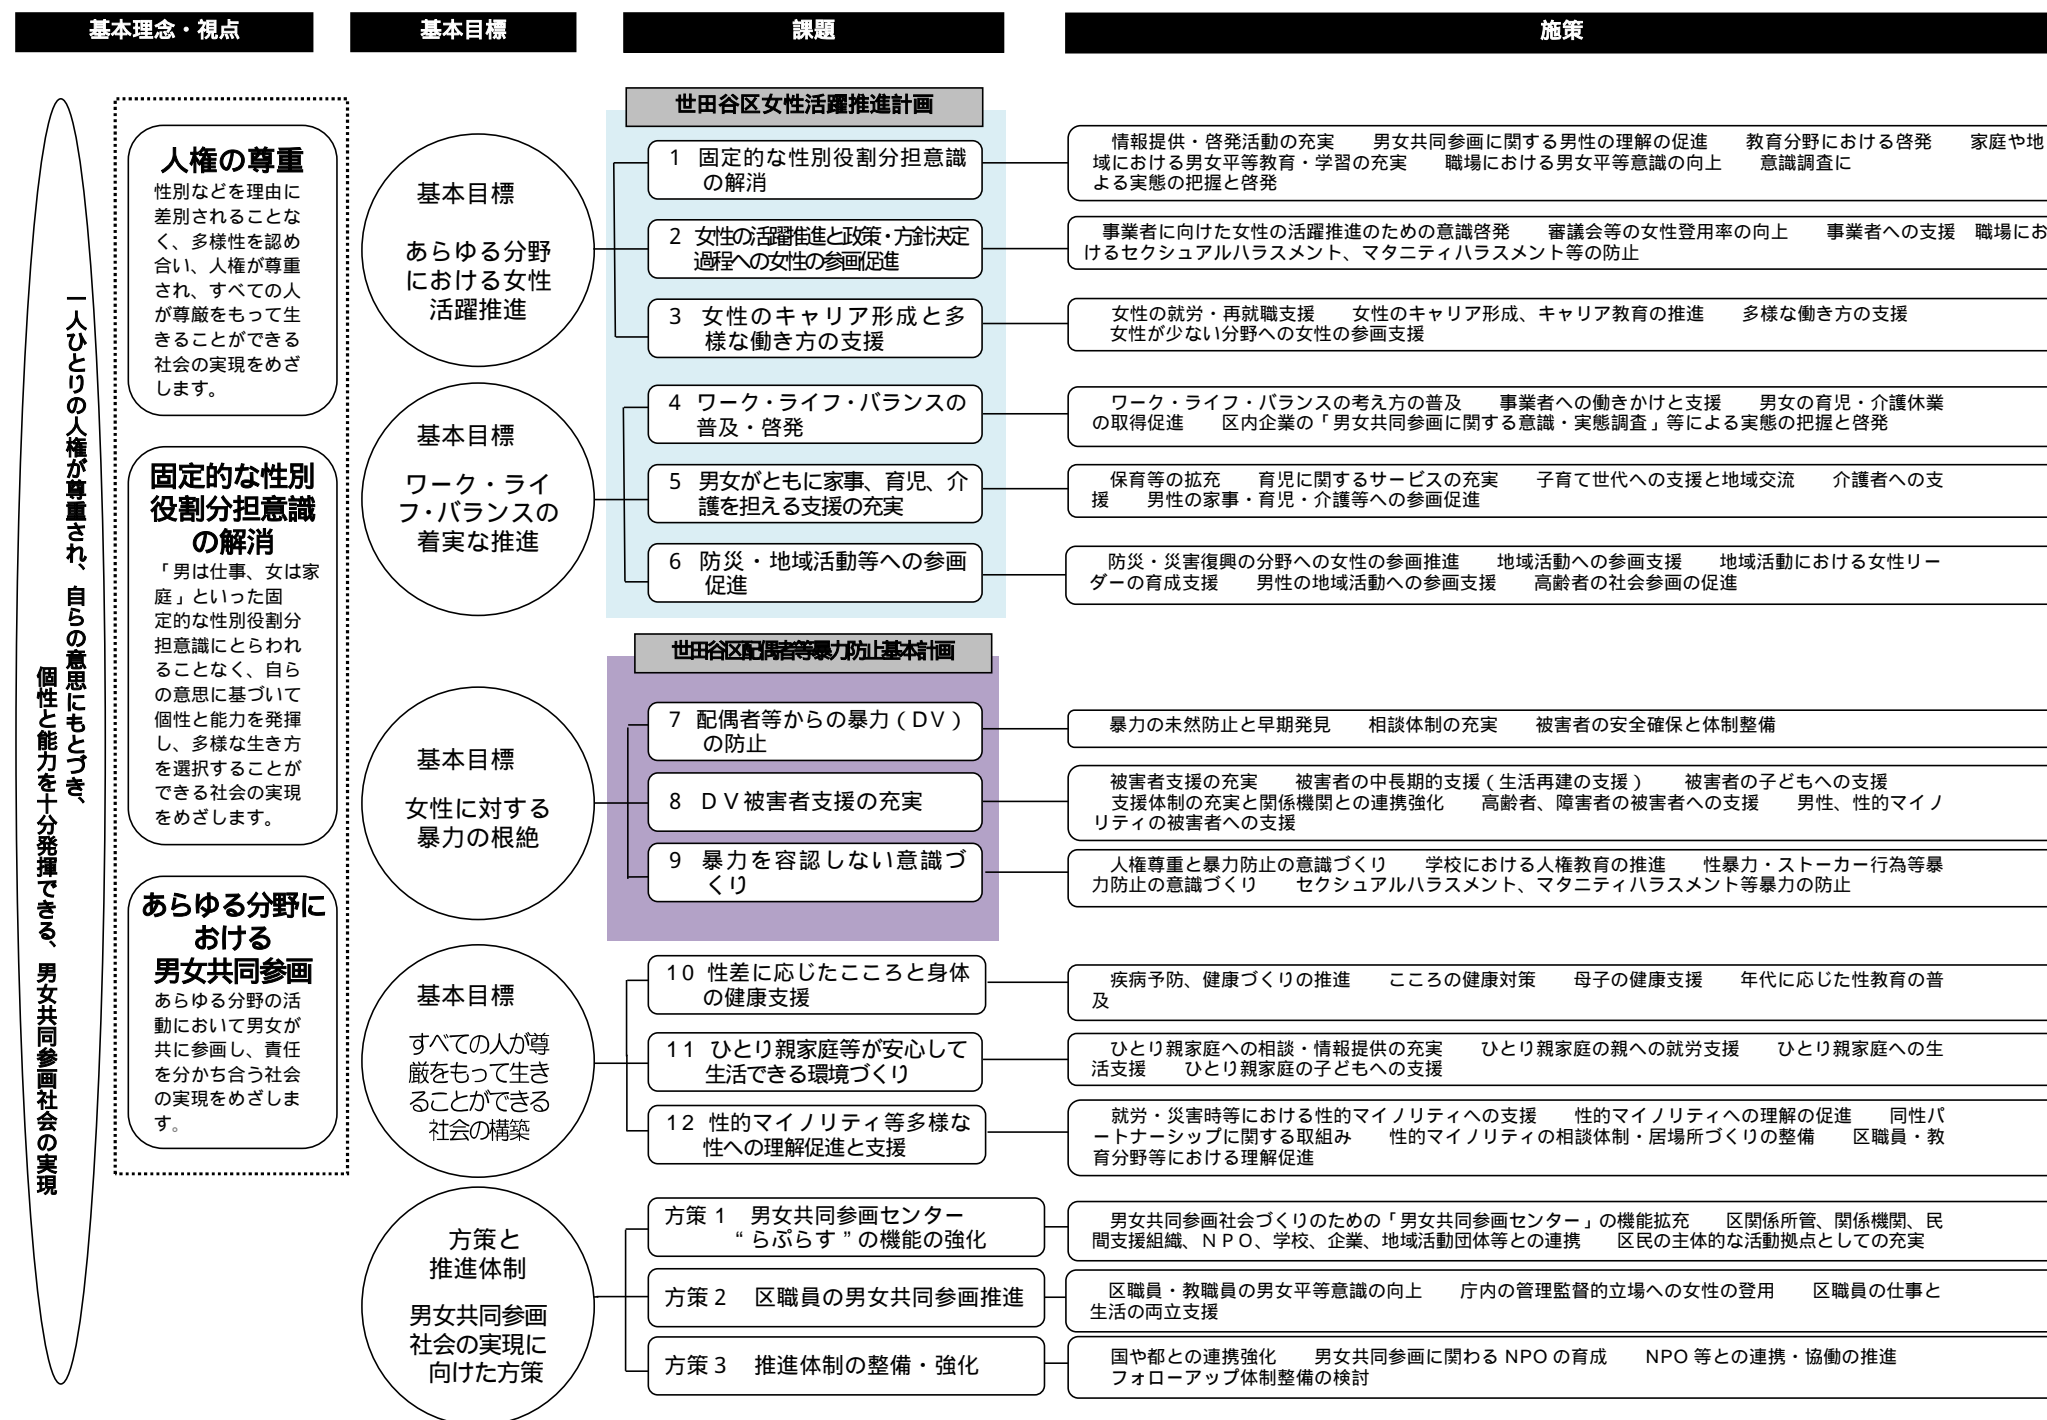 基本理念・視点
基本目標
課題
施策
一人ひとりの人権が尊重され、自らの意思にもとづき、
個性と能力を十分発揮できる、男女共同参画社会の実現
人権の尊重
性別などを理由に
差別されることな
く、多様性を認め
合い、人権が尊重
され、すべての人
が尊厳をもって生
きることができる
社会の実現をめざ
します。
固定的な性別
役割分担意識
の解消
「男は仕事、女は家
庭」といった固
定的な性別役割分
担意識にとらわれ
ることなく、自ら
の意思に基づいて
個性と能力を発揮
し、多様な生き方
を選択することが
できる社会の実現
をめざします。
あらゆる分野に
おける
男女共同参画
あらゆる分野の活
動において男女が
共に参画し、責任
を分かち合う社会
の実現をめざしま
す。
基本目標
あらゆる分野
における女性
活躍推進
世田谷区女性活躍推進計画
1 固定的な性別役割分担意識
の解消
情報提供・啓発活動の充実 男女共同参画に関する男性の理解の促進 教育分野における啓発 家庭や地
域における男女平等教育・学習の充実 職場における男女平等意識の向上 意識調査に
よる実態の把握と啓発
2 女性の活躍推進と政策・方針決定
過程への女性の参画促進
事業者に向けた女性の活躍推進のための意識啓発 審議会等の女性登用率の向上 事業者への支援 職場にお
けるセクシュアルハラスメント、マタニティハラスメント等の防止
3 女性のキャリア形成と多
様な働き方の支援
女性の就労・再就職支援 女性のキャリア形成、キャリア教育の推進 多様な働き方の支援
女性が少ない分野への女性の参画支援
基本目標
ワーク・ライ
フ・バランスの
着実な推進
4 ワーク・ライフ・バランスの
普及・啓発
ワーク・ライフ・バランスの考え方の普及 事業者への働きかけと支援 男女の育児・介護休業
の取得促進 区内企業の「男女共同参画に関する意識・実態調査」等による実態の把握と啓発
5 男女がともに家事、育児、介
護を担える支援の充実
保育等の拡充 育児に関するサービスの充実 子育て世代への支援と地域交流 介護者への支
援 男性の家事・育児・介護等への参画促進
6 防災・地域活動等への参画
促進
防災・災害復興の分野への女性の参画推進 地域活動への参画支援 地域活動における女性リー
ダーの育成支援 男性の地域活動への参画支援 高齢者の社会参画の促進
世田谷区配偶者等暴力防止基本計画
基本目標
女性に対する
暴力の根絶
7 配偶者等からの暴力(DV)
の防止
暴力の未然防止と早期発見 相談体制の充実 被害者の安全確保と体制整備
8 DV被害者支援の充実
被害者支援の充実 被害者の中長期的支援(生活再建の支援) 被害者の子どもへの支援
支援体制の充実と関係機関との連携強化 高齢者、障害者の被害者への支援 男性、性的マイノ
リティの被害者への支援
9 暴力を容認しない意識づ
くり
人権尊重と暴力防止の意識づくり 学校における人権教育の推進 性暴力・ストーカー行為等暴
力防止の意識づくり セクシュアルハラスメント、マタニティハラスメント等暴力の防止
基本目標
すべての人が尊
厳をもって生き
ることができる
社会の構築
10 性差に応じたこころと身体
の健康支援
疾病予防、健康づくりの推進 こころの健康対策 母子の健康支援 年代に応じた性教育の普
及
11 ひとり親家庭等が安心して
生活できる環境づくり
ひとり親家庭への相談・情報提供の充実 ひとり親家庭の親への就労支援 ひとり親家庭への生
活支援 ひとり親家庭の子どもへの支援
12 性的マイノリティ等多様な
性への理解促進と支援
就労・災害時等における性的マイノリティへの支援 性的マイノリティへの理解の促進 同性パ
ートナーシップに関する取組み 性的マイノリティの相談体制・居場所づくりの整備 区職員・教
育分野等における理解促進
方策と
推進体制
男女共同参画
社会の実現に
向けた方策
方策1 男女共同参画センター
“らぷらす”の機能の強化
男女共同参画社会づくりのための「男女共同参画センター」の機能拡充 区関係所管、関係機関、民
間支援組織、NPO、学校、企業、地域活動団体等との連携 区民の主体的な活動拠点としての充実
方策2 区職員の男女共同参画推進
区職員・教職員の男女平等意識の向上 庁内の管理監督的立場への女性の登用 区職員の仕事と
生活の両立支援
方策3 推進体制の整備・強化
国や都との連携強化 男女共同参画に関わるNPOの育成 NPO等との連携・協働の推進
フォローアップ体制整備の検討